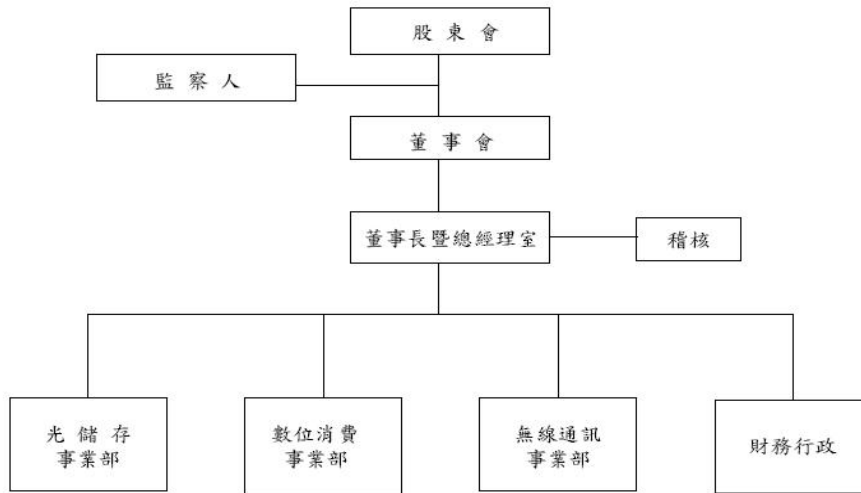 股東會
監察人
董事會
董事長暨總經理室
稽核
光儲存
事業部
數位消費
事業部
無線通訊
事業部
財務行政